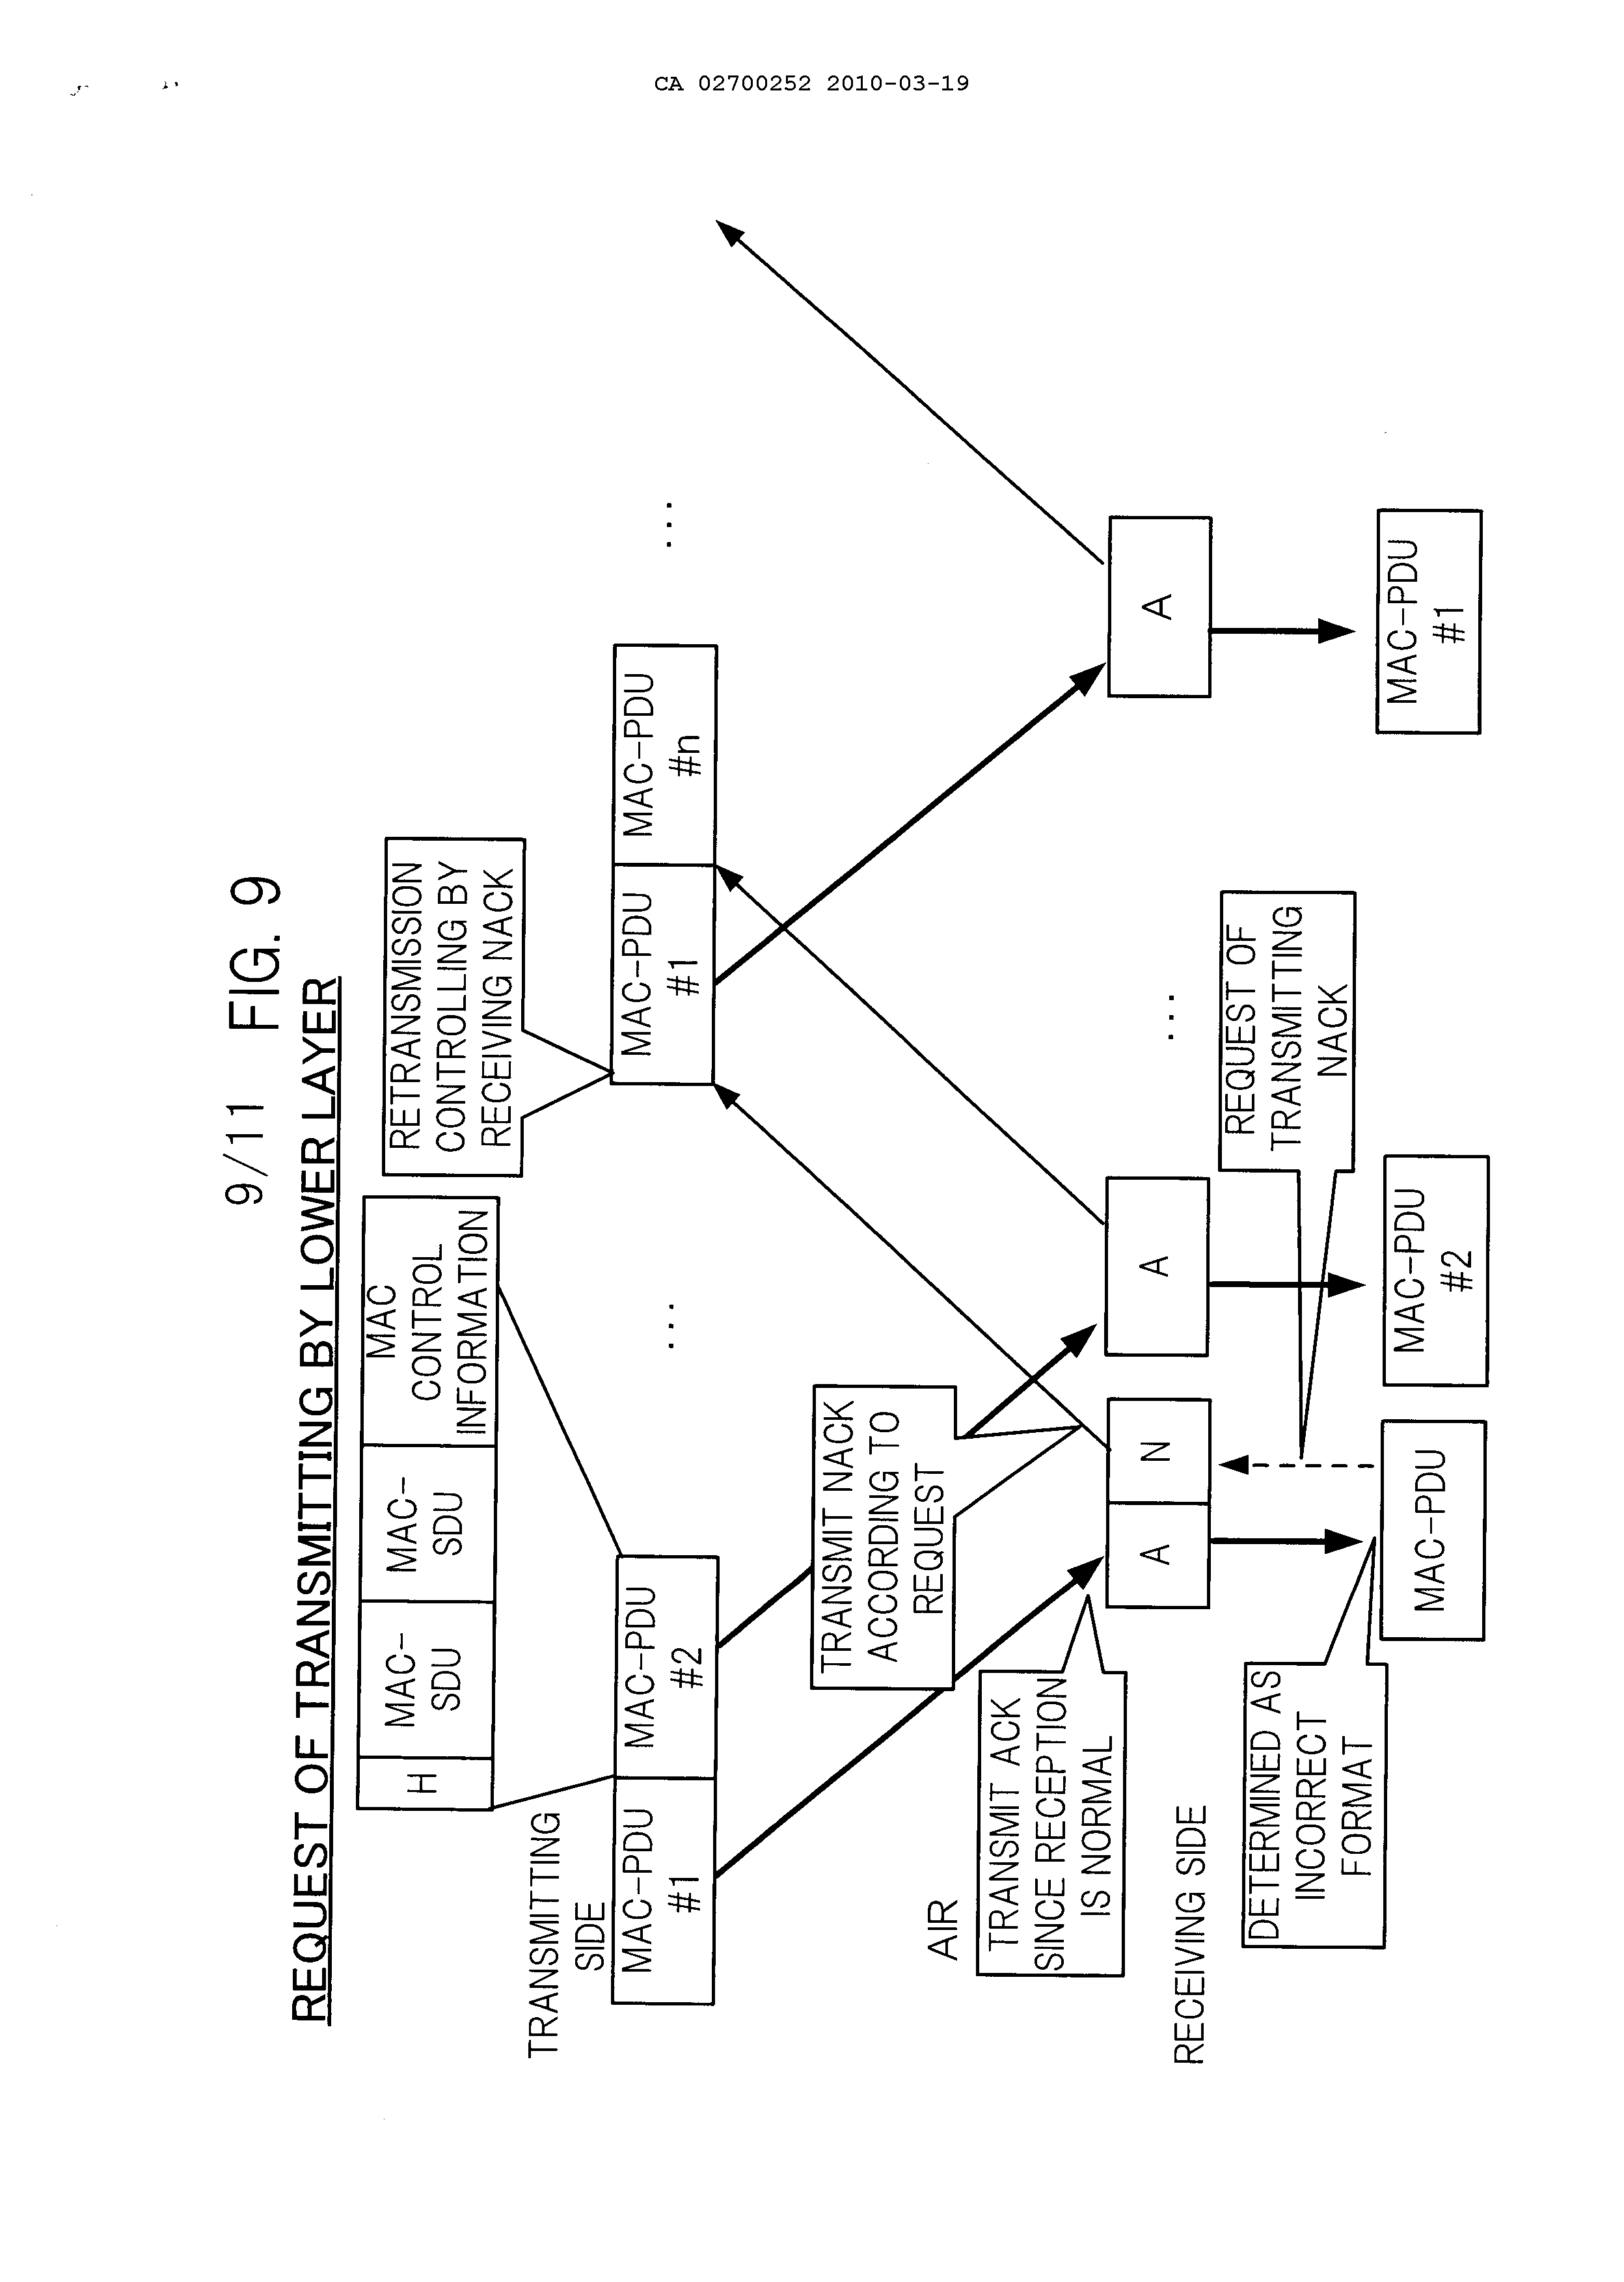 CA 02700252 2010-03-19
9/11 FIG. 9
REQUEST OF TRANSMITTING BY LOWER LAYER
H
MAC-
SDU
MAC-
SDU
MAC
CONTROL
INFORMATION
RETRANSMISSION
CONTROLLING BY
RECEIVING NACK
TRANSMITTING
SIDE
MAC-PDU
#1
MAC-PDU
#2
...
MAC-PDU
#1
MAC-PDU
#n
...
TRANSMIT NACK
ACCORDING TO
REQUEST
AIR
TRANSMIT ACK
SINCE RECEPTION
IS NORMAL
A
N
A
...
A
RECEIVING SIDE
REQUEST OF
TRANSMITTING
NACK
DETERMINED AS
INCORRECT
FORMAT
MAC-PDU
MAC-PDU
#2
MAC-PDU
#1